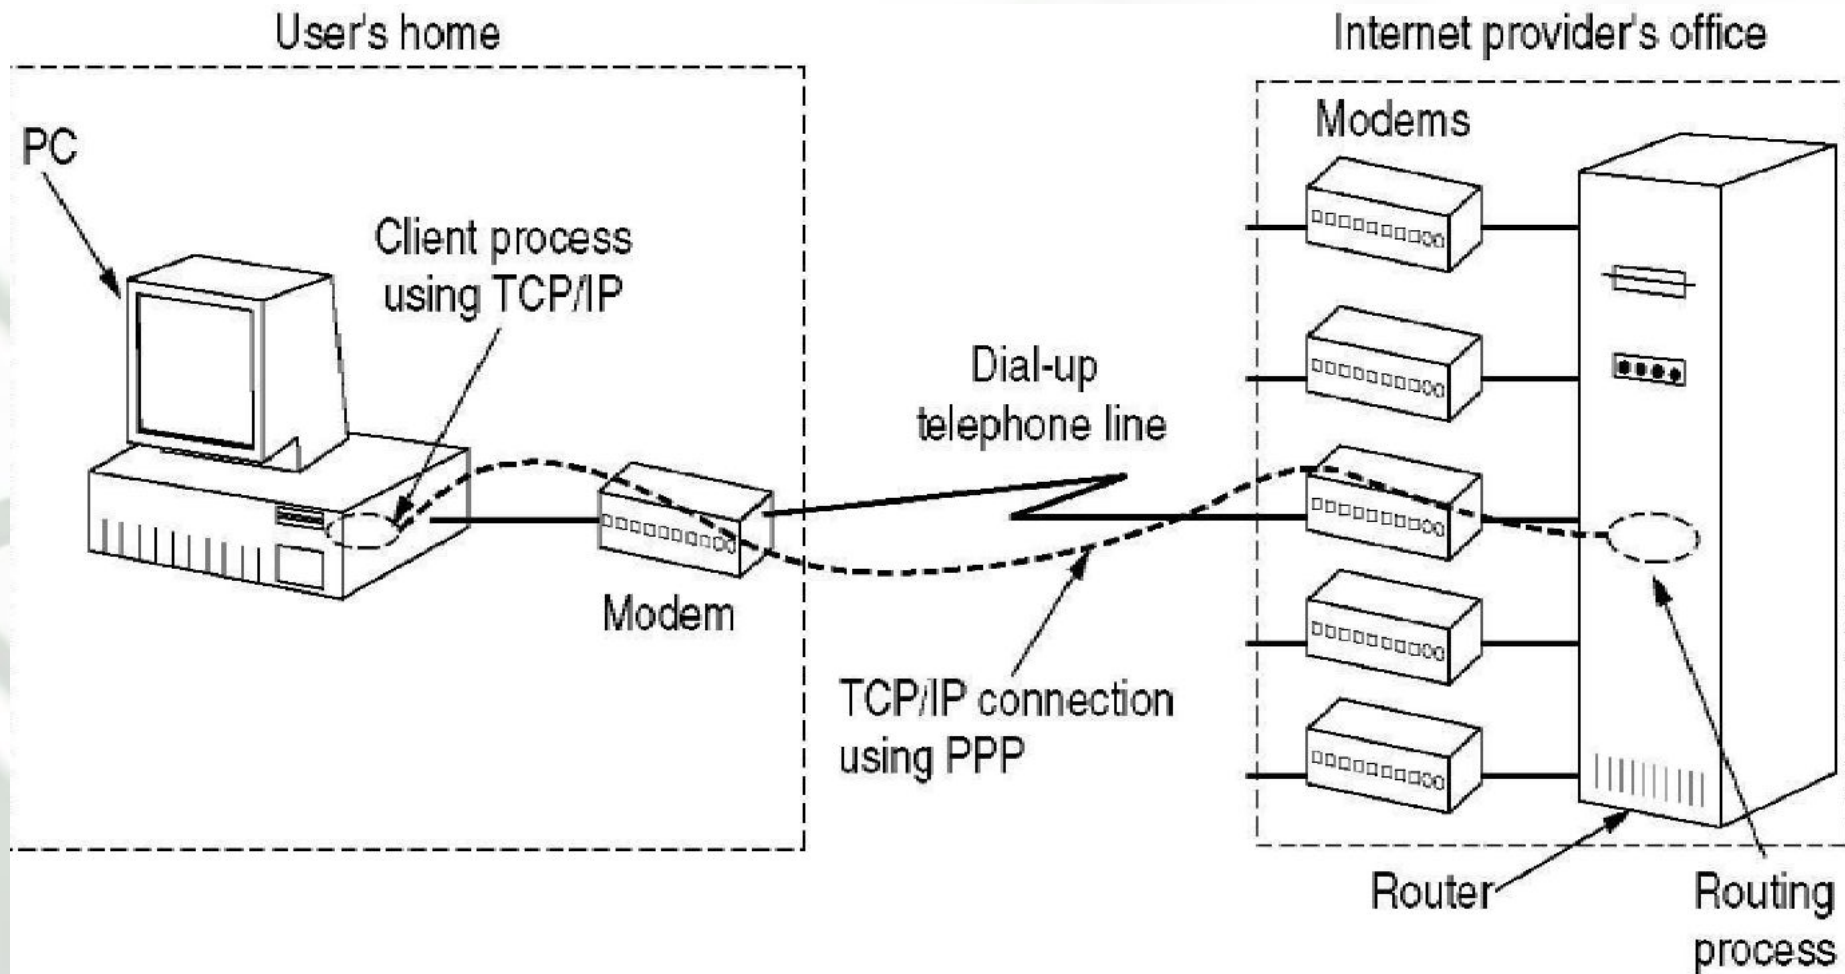 User's home
Internet provider's office
PC
Modems
Client process
using TCP/IP
Dial-up
telephone line
Modem
TCP/IP connection
using PPP
Router
Routing
process